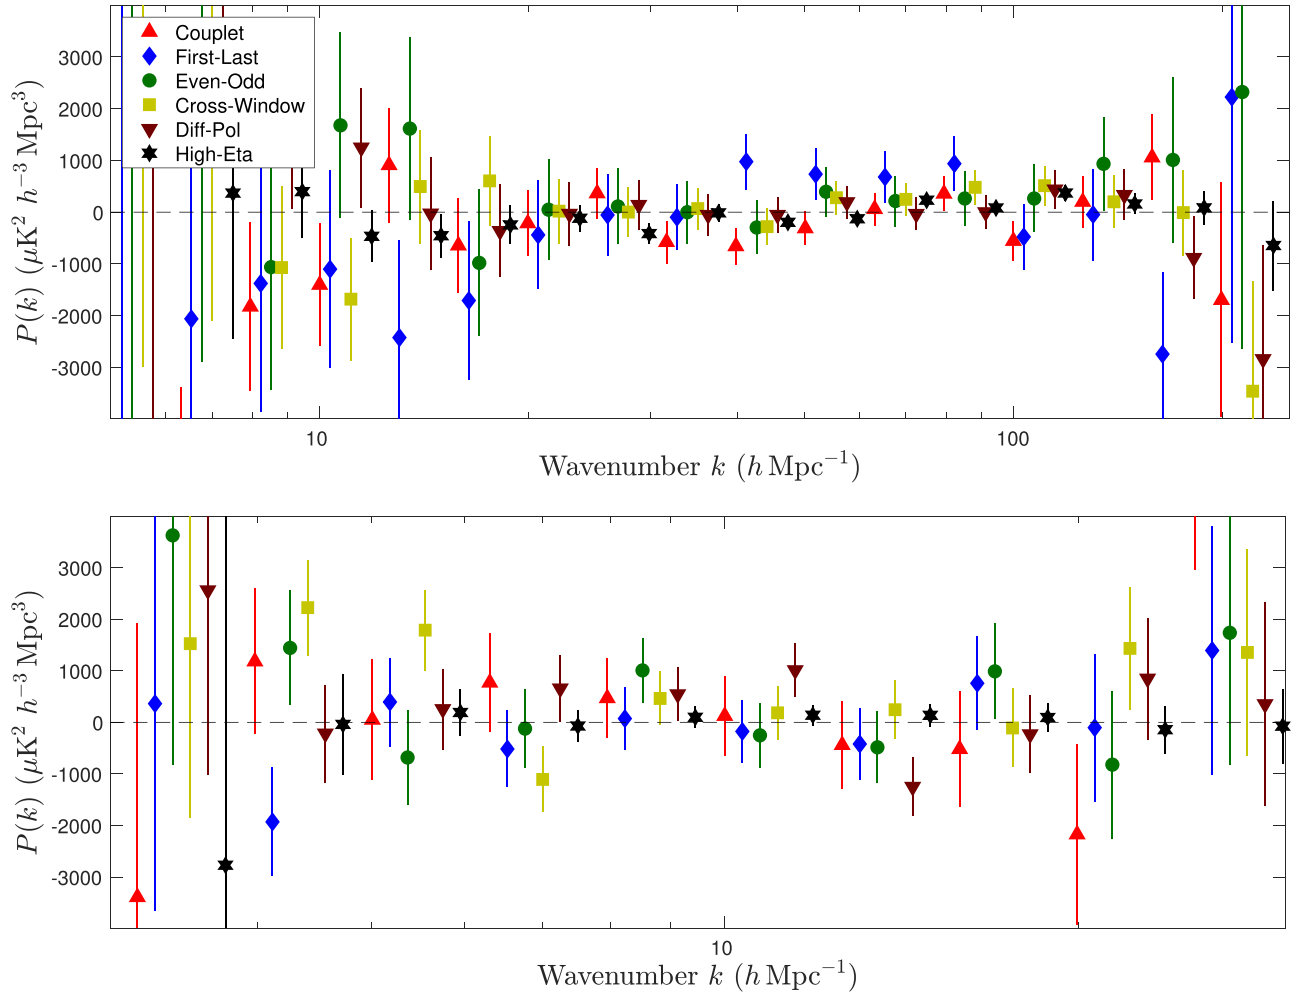 3000
2000
1000
0
-1000
-2000
-3000
P(k) (μK² h⁻³ Mpc³)
Couplet
First-Last
Even-Odd
Cross-Window
Diff-Pol
High-Eta
10
100
Wavenumber k (h Mpc⁻¹)
3000
2000
1000
0
-1000
-2000
-3000
P(k) (μK² h⁻³ Mpc³)
10
Wavenumber k (h Mpc⁻¹)